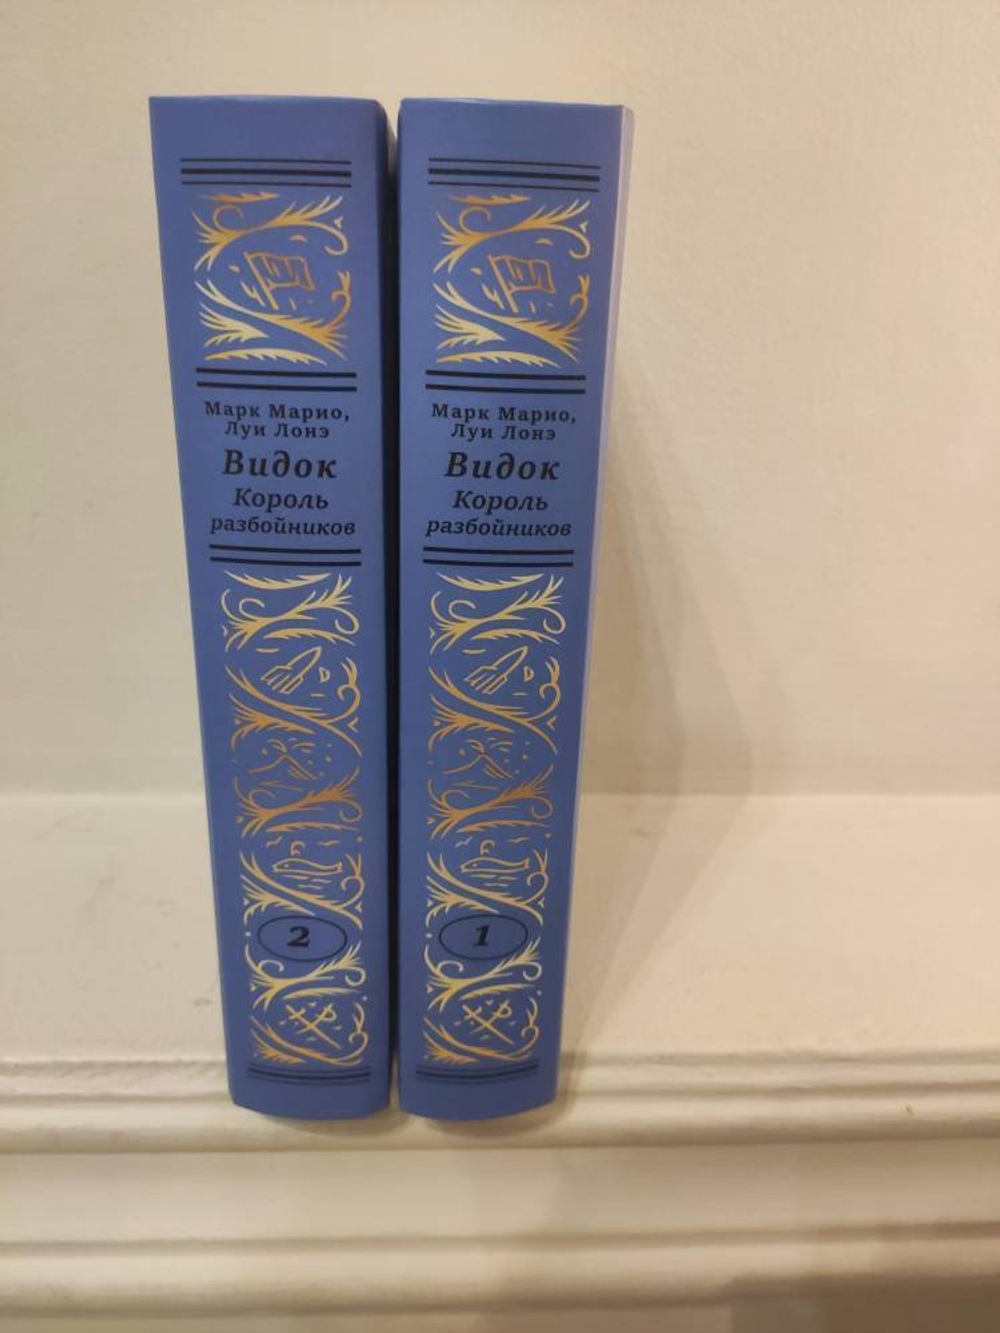 Марк Марио,
Луи Лонэ
Видок
Король
разбойников
2
Марк Марио,
Луи Лонэ
Видок
Король
разбойников
1